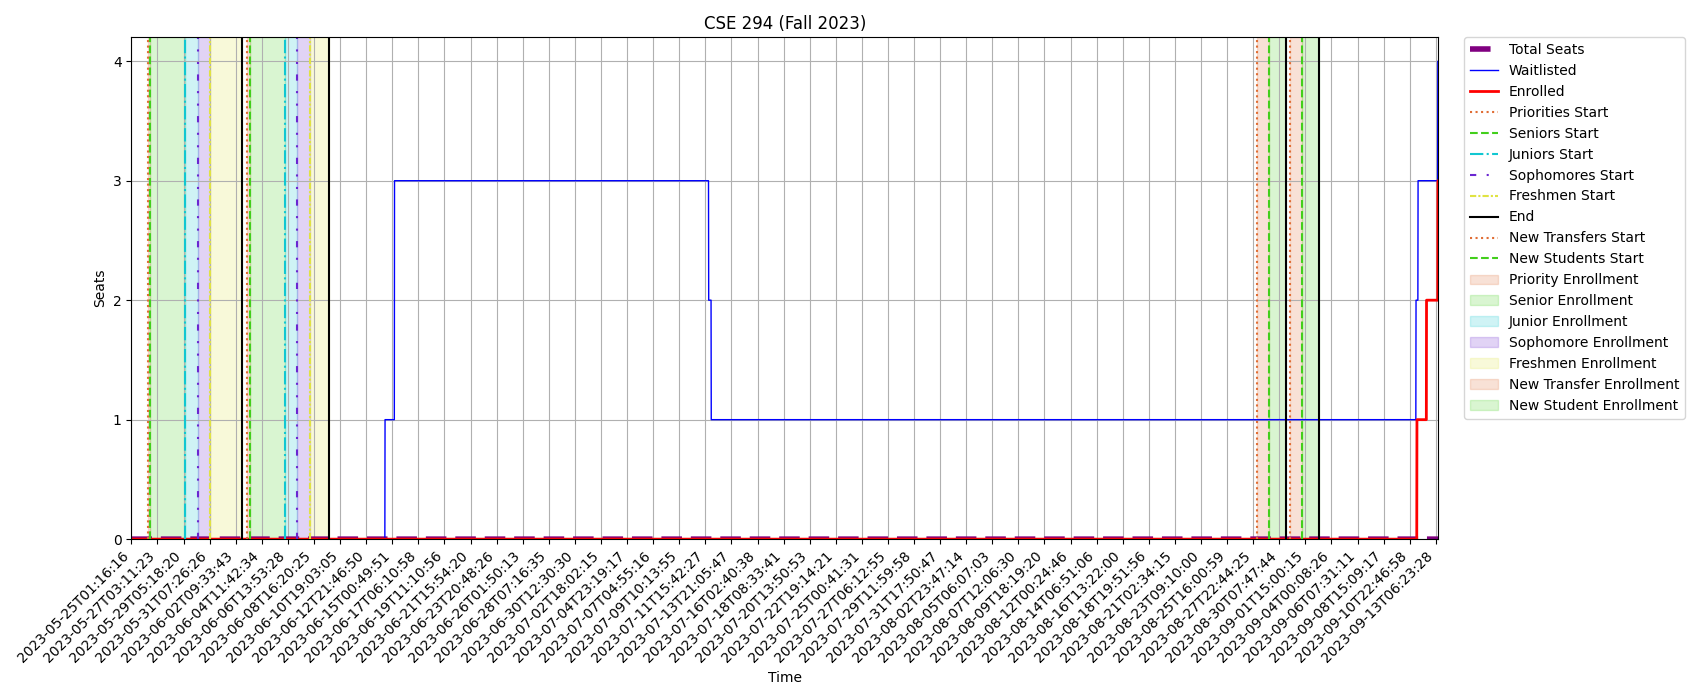 CSE 294 (Fall 2023)
Seats
4
3
2
1
0
2023-05-25T01:16:16
2023-05-27T03:11:23
2023-05-29T05:18:20
2023-05-31T07:26:26
2023-06-02T09:33:43
2023-06-04T11:42:34
2023-06-06T13:53:28
2023-06-08T16:20:25
2023-06-10T19:03:05
2023-06-12T21:46:50
2023-06-15T00:49:51
2023-06-17T06:10:58
2023-06-19T11:10:56
2023-06-21T15:54:20
2023-06-23T20:48:26
2023-06-26T01:50:13
2023-06-28T07:16:35
2023-06-30T12:30:30
2023-07-02T18:02:15
2023-07-04T23:19:17
2023-07-07T04:55:16
2023-07-09T10:13:55
2023-07-11T15:42:27
2023-07-13T21:05:47
2023-07-16T02:40:38
2023-07-18T08:33:41
2023-07-20T13:50:53
2023-07-22T19:14:21
2023-07-25T00:41:31
2023-07-27T06:12:55
2023-07-29T11:59:58
2023-07-31T17:50:47
2023-08-02T23:47:14
2023-08-05T06:07:03
2023-08-07T12:06:30
2023-08-09T18:19:20
2023-08-12T00:24:46
2023-08-14T06:51:06
2023-08-16T13:22:00
2023-08-18T19:51:56
2023-08-21T02:34:15
2023-08-23T09:10:00
2023-08-25T16:00:59
2023-08-27T22:44:25
2023-08-30T07:47:44
2023-09-01T15:00:15
2023-09-04T00:08:26
2023-09-06T07:31:11
2023-09-08T15:09:17
2023-09-10T22:46:58
2023-09-13T06:23:28
Time
Total Seats
Waitlisted
Enrolled
Priorities Start
Seniors Start
Juniors Start
Sophomores Start
Freshmen Start
End
New Transfers Start
New Students Start
Priority Enrollment
Senior Enrollment
Junior Enrollment
Sophomore Enrollment
Freshmen Enrollment
New Transfer Enrollment
New Student Enrollment